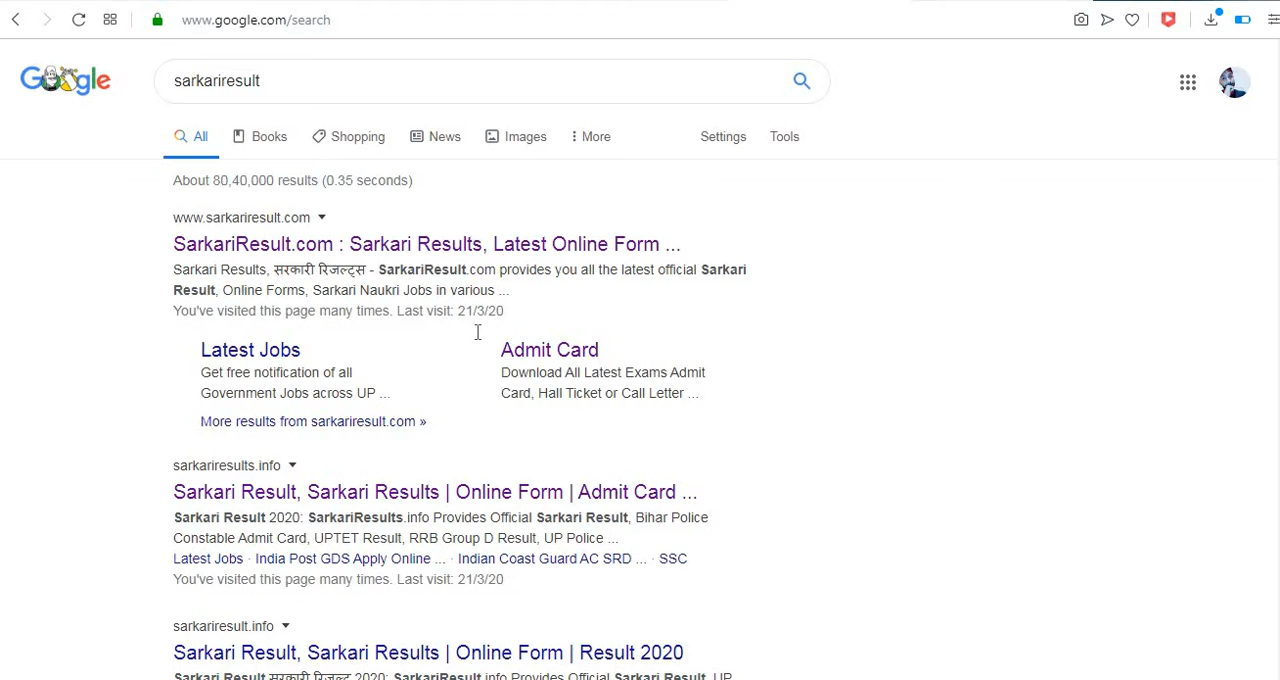 www.google.com/search
Google
sarkariresult
All Books Shopping News Images More Settings Tools
About 80,40,000 results (0.35 seconds)
www.sarkariresult.com
SarkariResult.com : Sarkari Results, Latest Online Form ...
Sarkari Results, सरकारी रिजल्ट्स - SarkariResult.com provides you all the latest official Sarkari
Result, Online Forms, Sarkari Naukri Jobs in various ...
You've visited this page many times. Last visit: 21/3/20
Latest Jobs Admit Card
Get free notification of all Download All Latest Exams Admit
Government Jobs across UP ... Card, Hall Ticket or Call Letter ...
More results from sarkariresult.com »
sarkariresults.info
Sarkari Result, Sarkari Results | Online Form | Admit Card ...
Sarkari Result 2020: SarkariResults.info Provides Official Sarkari Result, Bihar Police
Constable Admit Card, UPTET Result, RRB Group D Result, UP Police ...
Latest Jobs · India Post GDS Apply Online ... · Indian Coast Guard AC SRD ... · SSC
You've visited this page many times. Last visit: 21/3/20
sarkariresult.info
Sarkari Result, Sarkari Results | Online Form | Result 2020
Sarkari Result सरकारी रिजल्ट 2020: SarkariResult.info Provides Official Sarkari Result, UP